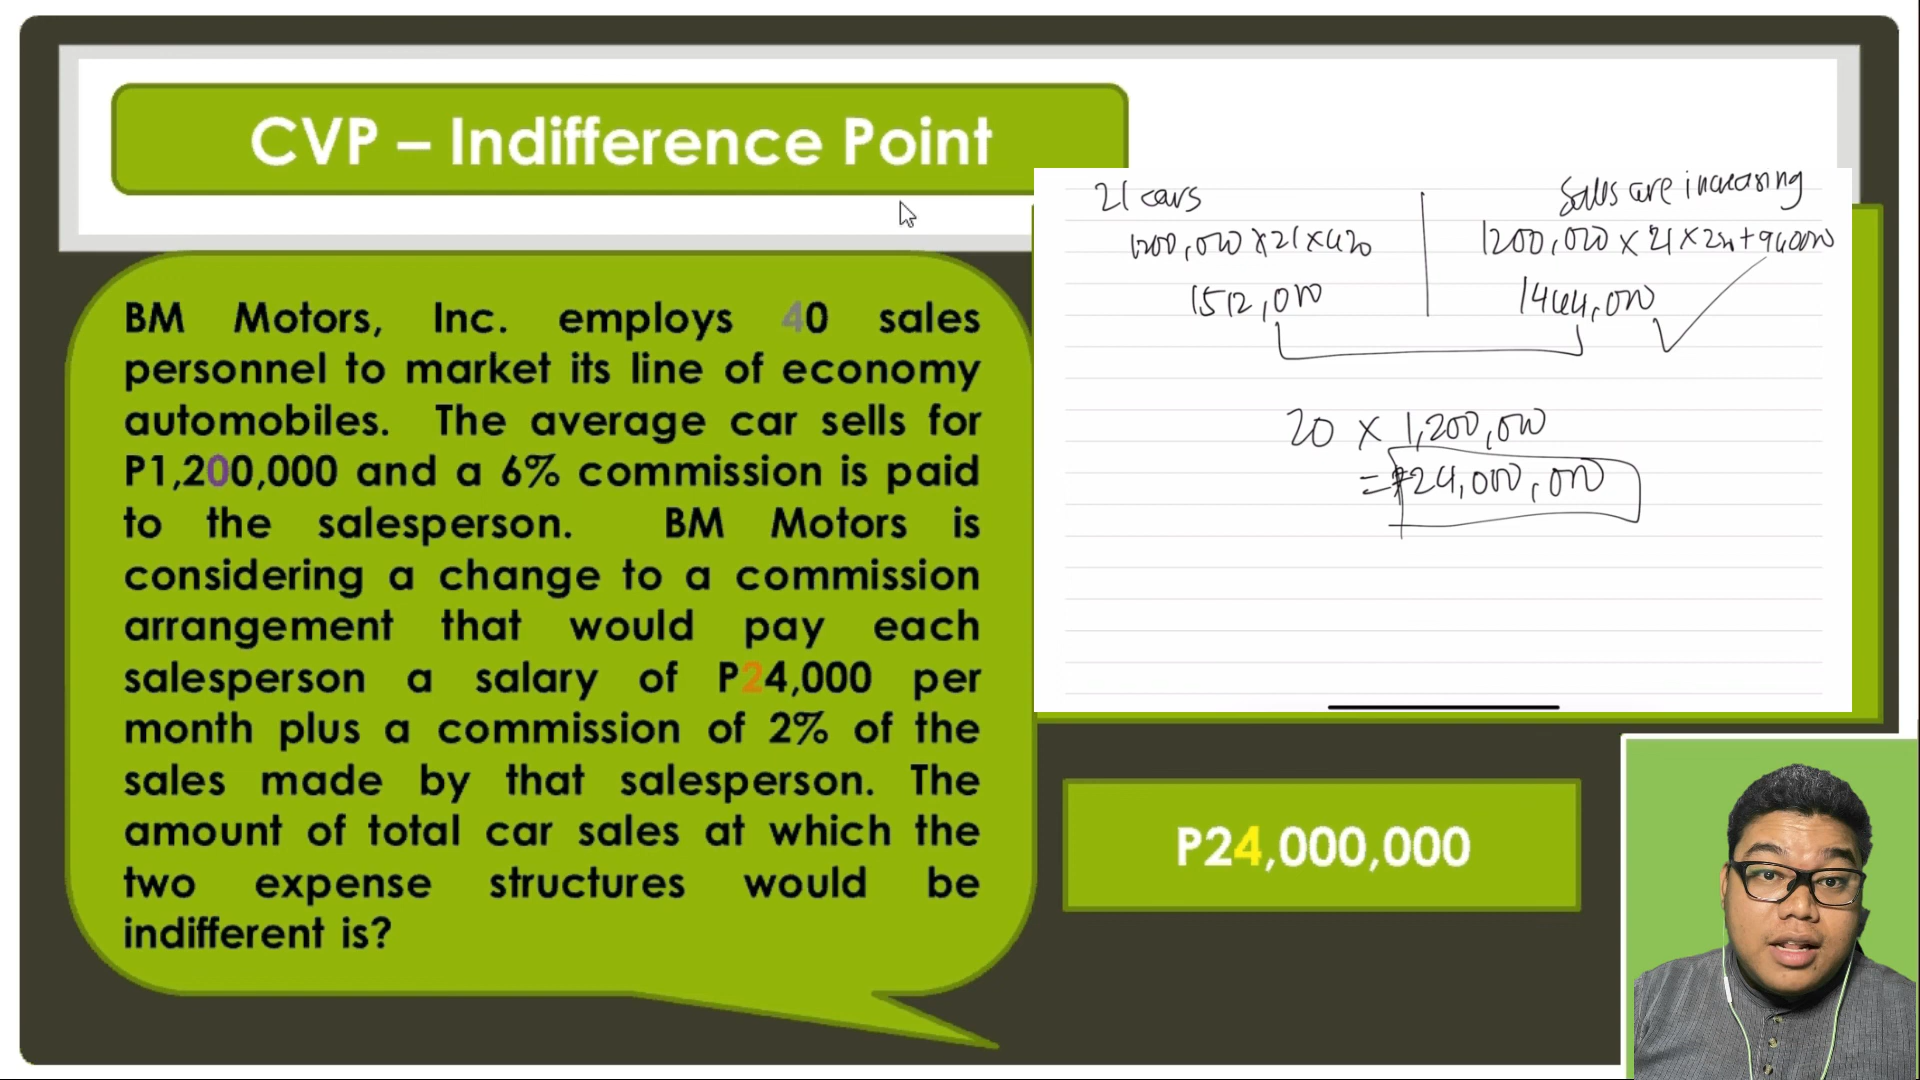 CVP – Indifference Point
BM Motors, Inc. employs 40 sales
personnel to market its line of economy
automobiles. The average car sells for
P1,200,000 and a 6% commission is paid
to the salesperson. BM Motors is
considering a change to a commission
arrangement that would pay each
salesperson a salary of P24,000 per
month plus a commission of 2% of the
sales made by that salesperson. The
amount of total car sales at which the
two expense structures would be
indifferent is?
21 cars
sales are increasing
1200,000 x 21 x
1200,000 x 21 x
1512,000
1464,000
20 x 1,200,000
= 24,000,000
P24,000,000